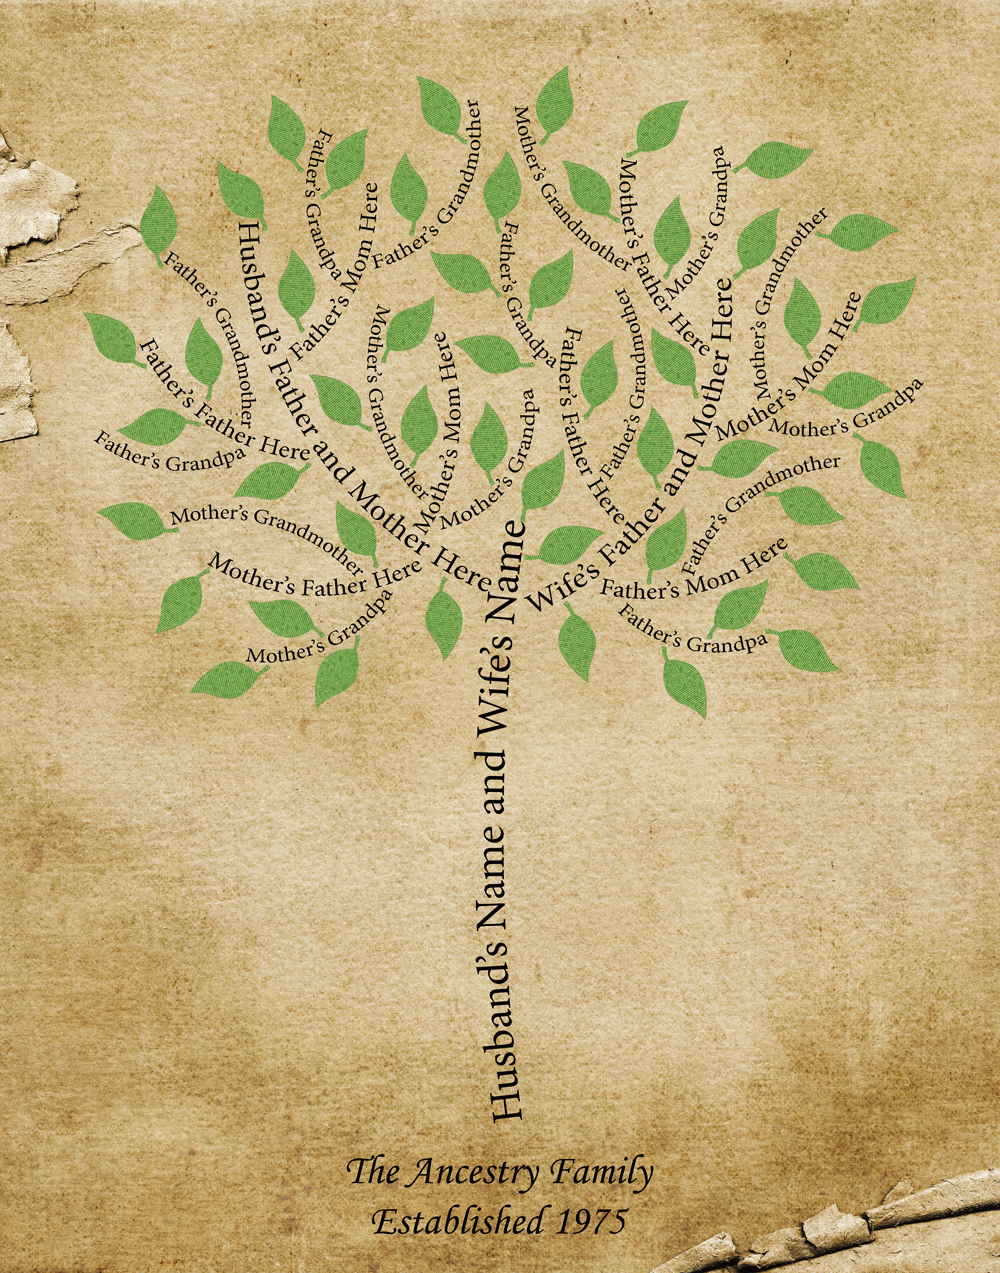 Father's Grandpa
Father's Mom Here
Father's Grandmother
Mother's Grandmother
Mother's Father Here
Mother's Grandpa
Husband's Father and Mother Here
Father's Grandmother
Father's Father Here
Father's Grandpa
Mother's Grandmother
Mother's Mom Here
Mother's Grandpa
Father's Grandpa
Father's Father Here
Father's Grandmother
Wife's Father and Mother Here
Mother's Grandmother
Mother's Mom Here
Mother's Grandpa
Mother's Grandmother
Mother's Father Here
Mother's Grandpa
Father's Grandmother
Father's Mom Here
Father's Grandpa
Husband's Name and Wife's Name
The Ancestry Family
Established 1975